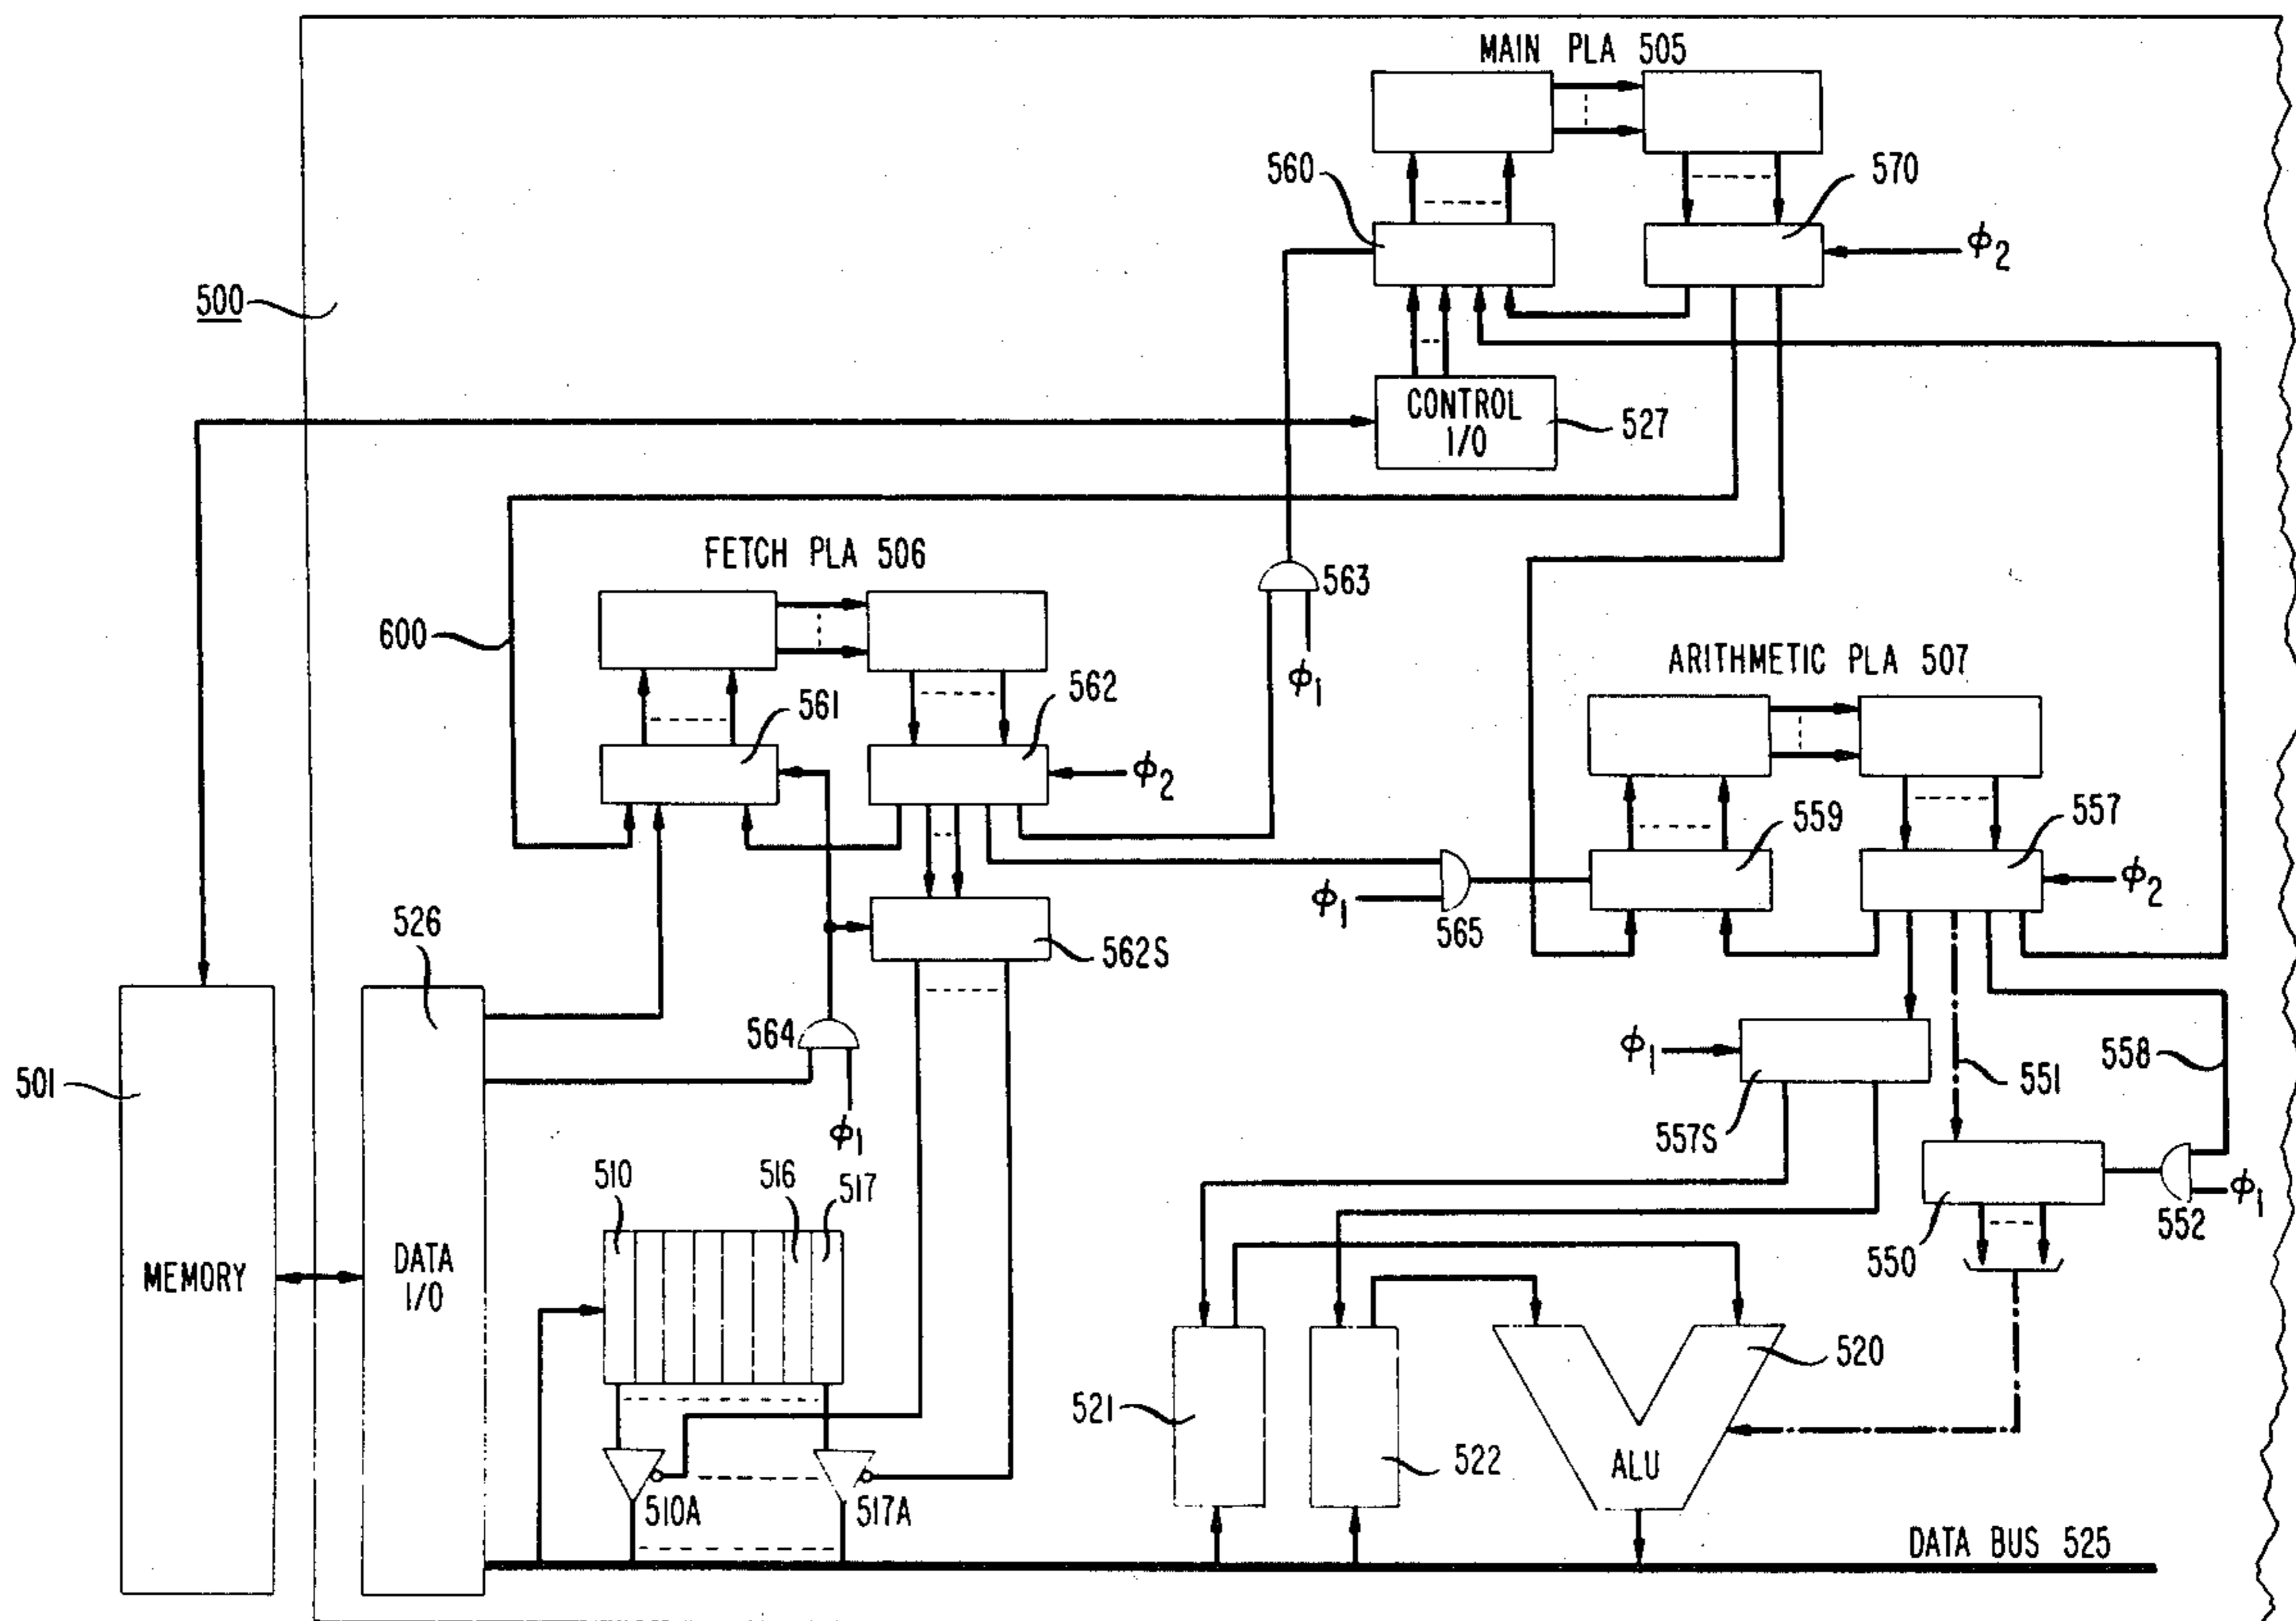 MAIN PLA 505
560
570
ϕ2
500
CONTROL
I/O
527
563
ϕ1
FETCH PLA 506
600
561
562
ϕ2
ARITHMETIC PLA 507
559
557
ϕ2
ϕ1
565
526
562S
564
ϕ1
501
ϕ1
557S
551
558
ϕ1
552
550
510
516
517
MEMORY
DATA
I/O
521
522
520
ALU
510A
517A
DATA BUS 525